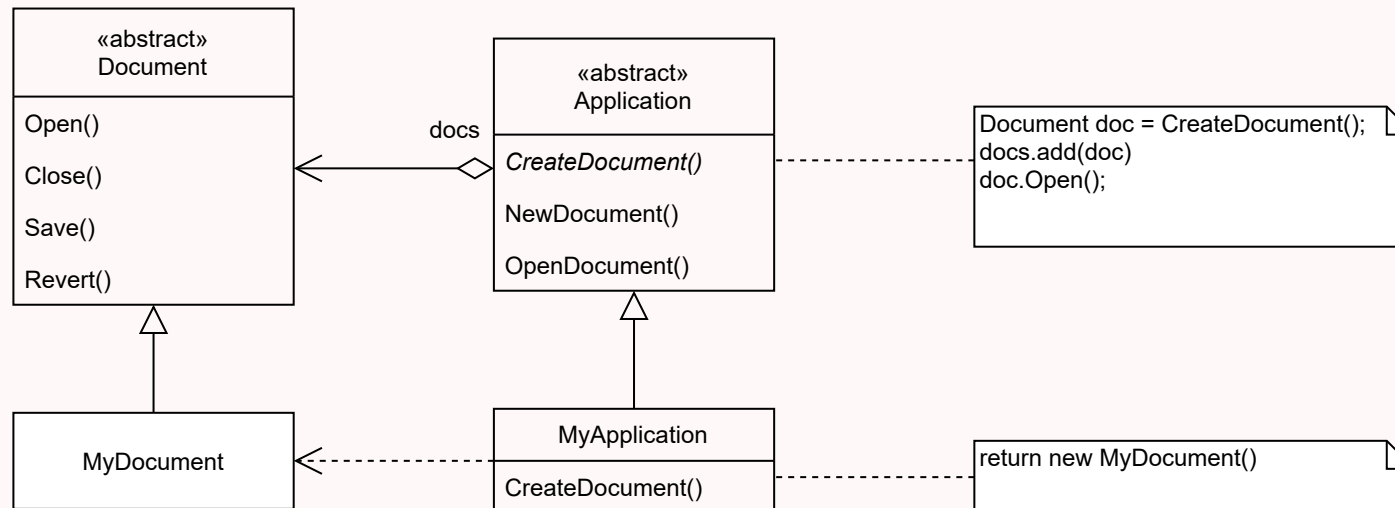 «abstract»
Document
Open()
Close()
Save()
Revert()
docs
«abstract»
Application
CreateDocument()
NewDocument()
OpenDocument()
Document doc = CreateDocument();
docs.add(doc)
doc.Open();
MyDocument
MyApplication
CreateDocument()
return new MyDocument()